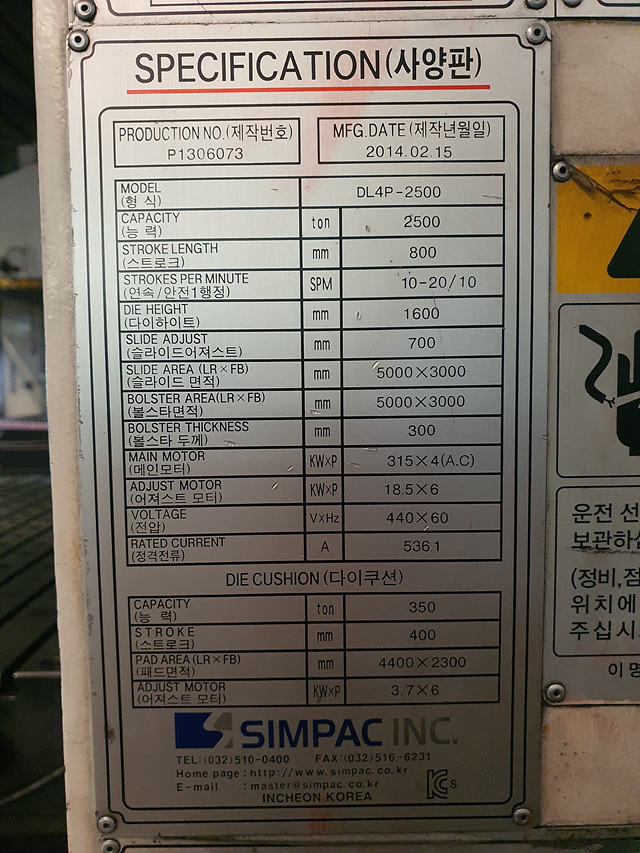 SPECIFICATION(사양판)
PRODUCTION NO.(제작번호)
P1306073
MFG.DATE (제작년월일)
2014.02.15
MODEL
(형 식)
DL4P-2500
CAPACITY
(능 력)
ton
2500
STROKE LENGTH
(스트로크)
mm
800
STROKES PER MINUTE
(연속/안전1행정)
SPM
10-20/10
DIE HEIGHT
(다이하이트)
mm
1600
SLIDE ADJUST
(슬라이드어져스트)
mm
700
SLIDE AREA (LR×FB)
(슬라이드 면적)
mm
5000×3000
BOLSTER AREA(LR×FB)
(볼스타면적)
mm
5000×3000
BOLSTER THICKNESS
(볼스타 두께)
mm
300
MAIN MOTOR
(메인모터)
KW×P
315×4(A.C)
ADJUST MOTOR
(어져스트 모터)
KW×P
18.5×6
VOLTAGE
(전압)
V×Hz
440×60
RATED CURRENT
(정격전류)
A
536.1
DIE CUSHION (다이쿠션)
CAPACITY
(능 력)
ton
350
STROKE
(스트로크)
mm
400
PAD AREA (LR×FB)
(패드면적)
mm
4400×2300
ADJUST MOTOR
(어져스트 모터)
KW×P
3.7×6
SIMPAC INC.
TEL:(032)510-0400 FAX:(032)516-6231
Home page : http://www.simpac.co.kr
E-mail : master@simpac.co.kr
INCHEON KOREA
S
운전 선
보관하십
(정비,점
위치에
주십시
이 명